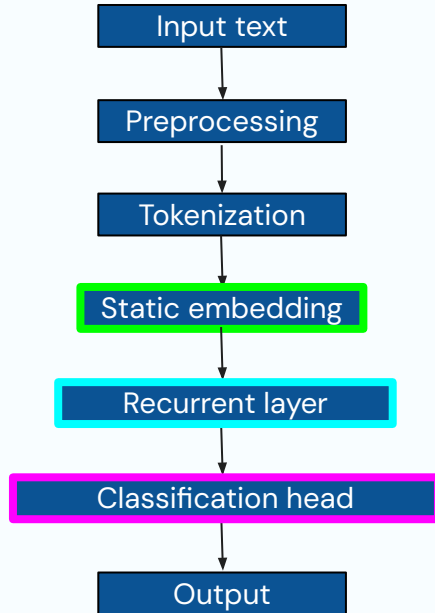 Input text
Preprocessing
Tokenization
Static embedding
Recurrent layer
Classification head
Output